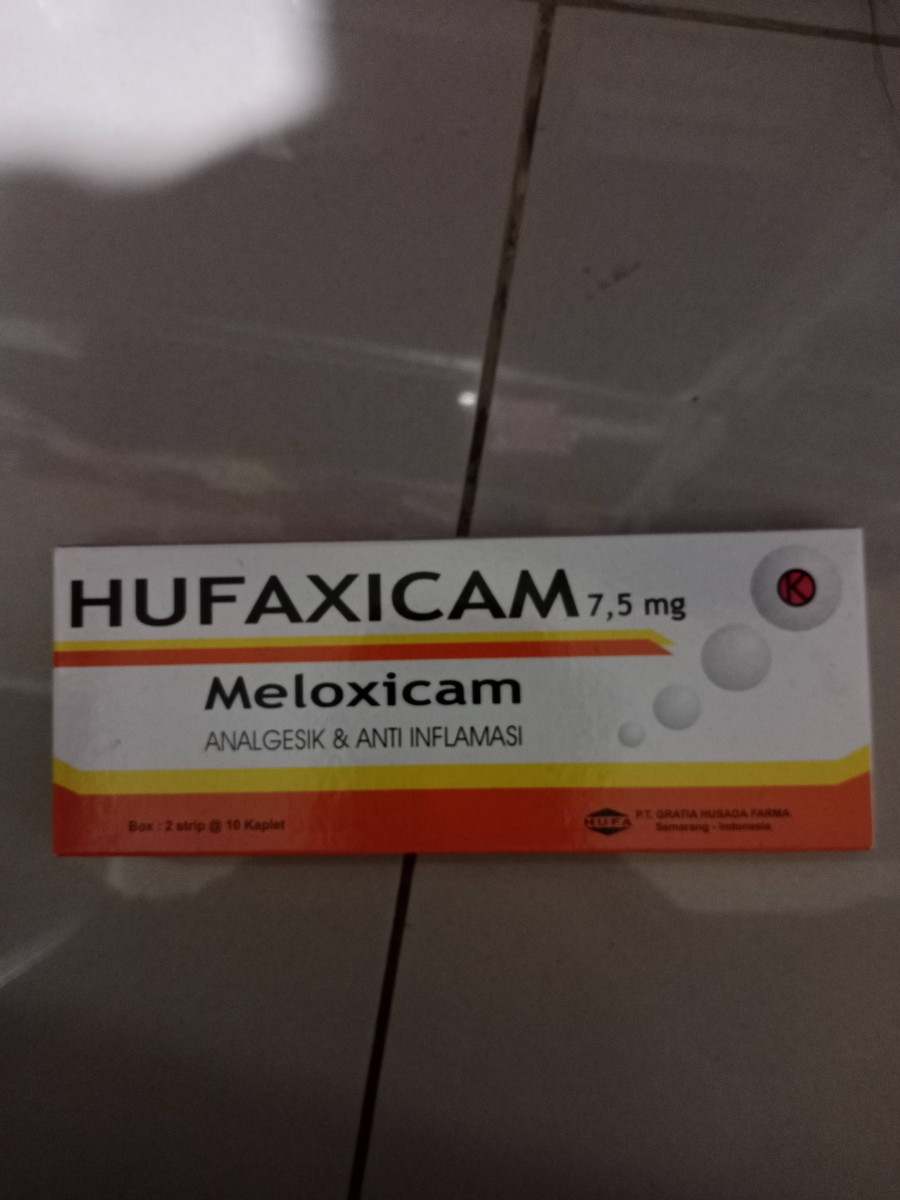 HUFAXICAM 7,5 mg
K
Meloxicam
ANALGESIK & ANTI INFLAMASI
Box : 2 strip @ 10 Kaplet
HUFA
P.T. GRATIA HUSADA FARMA
Semarang - Indonesia